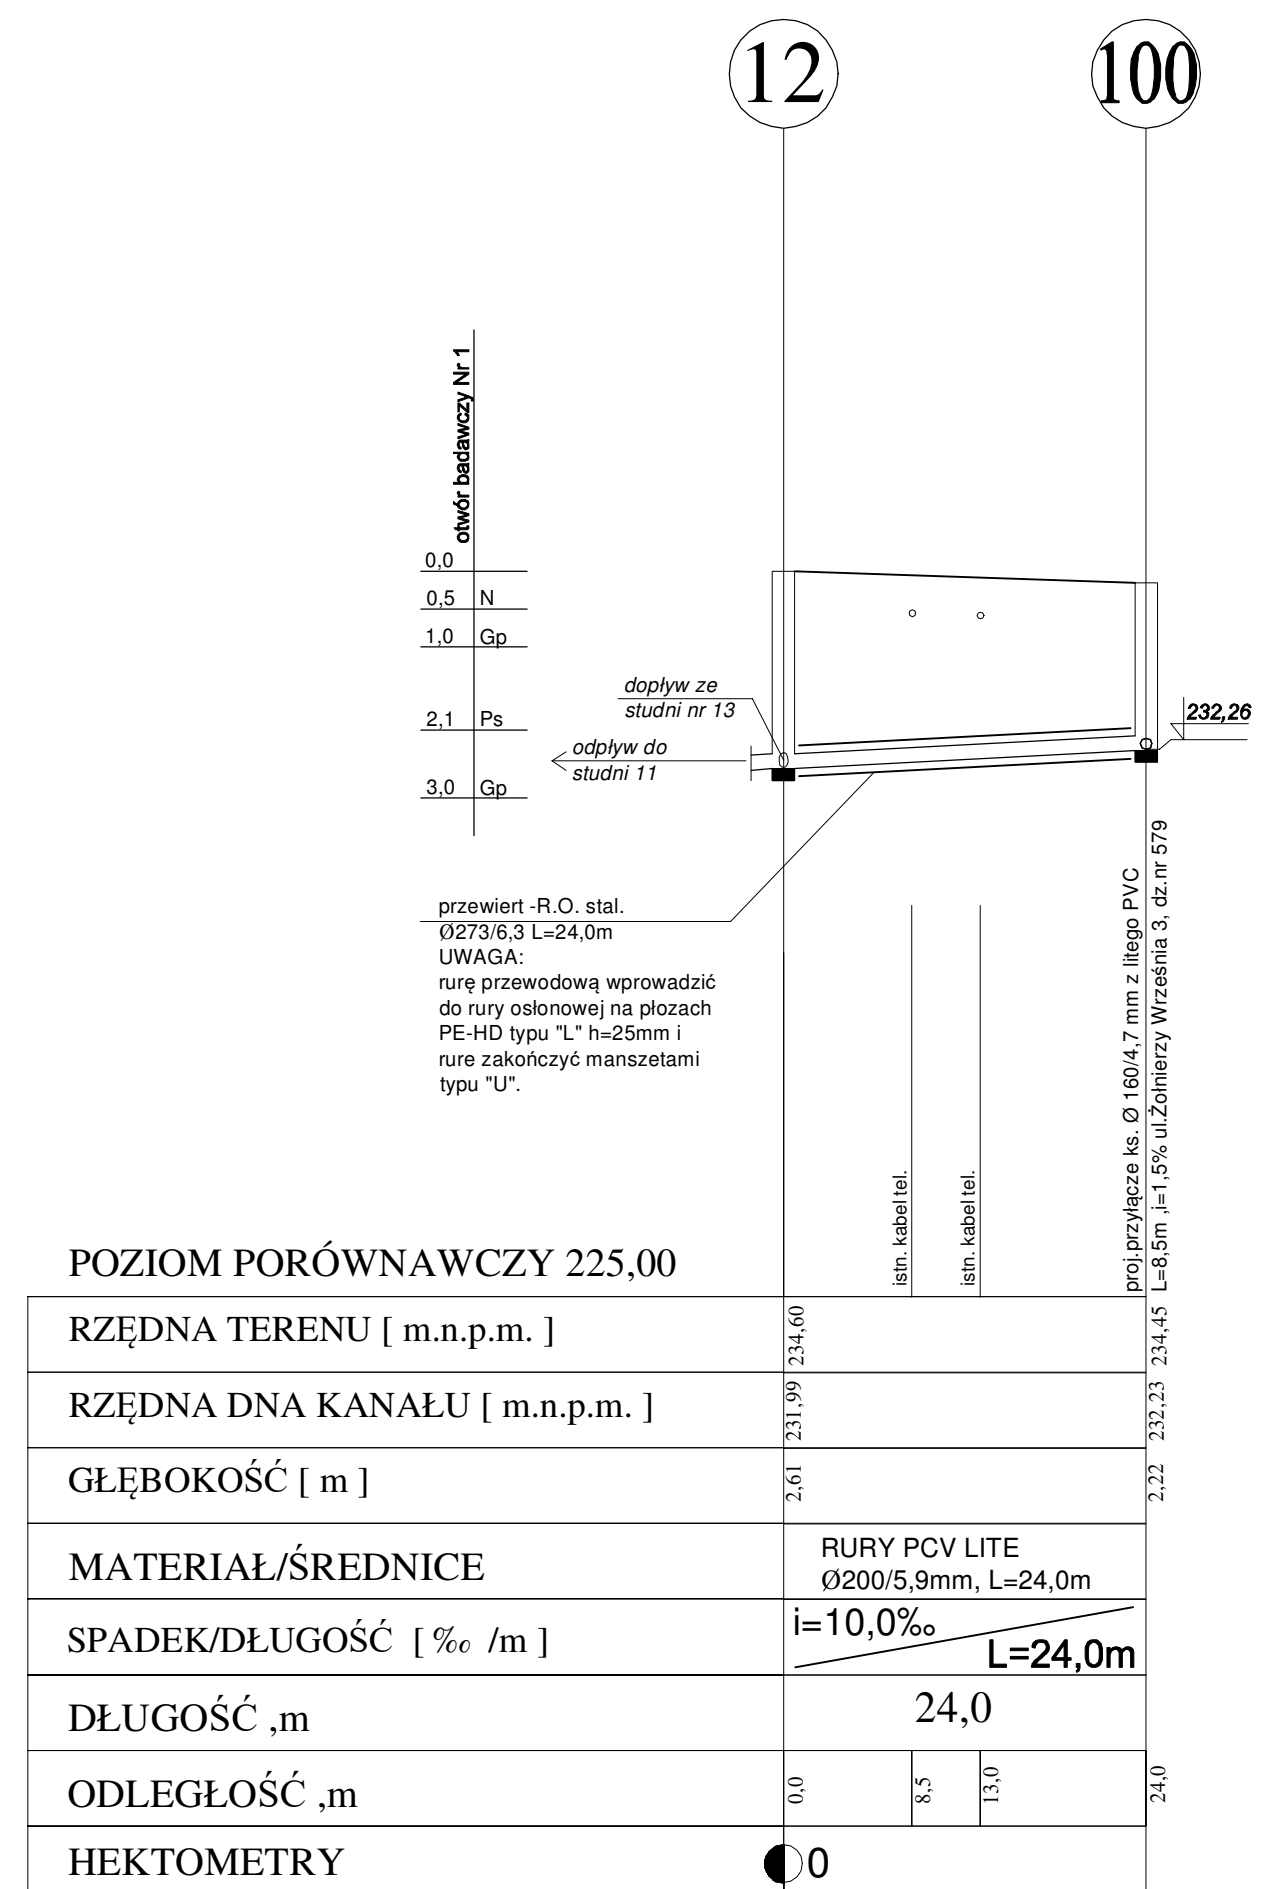 12
100
otwór badawczy Nr 1
0,0
0,5 N
1,0 Gp
2,1 Ps
3,0 Gp
dopływ ze
studni nr 13
odpływ do
studni 11
232,26
przewiert -R.O. stal.
Ø273/6,3 L=24,0m
UWAGA:
rurę przewodową wprowadzić
do rury osłonowej na płozach
PE-HD typu "L" h=25mm i
rure zakończyć manszetami
typu "U".
istn. kabel tel.
istn. kabel tel.
proj.przyłącze ks. Ø 160/4,7 mm z litego PVC
L=8,5m ,i=1,5% ul.Żołnierzy Września 3, dz.nr 579
POZIOM PORÓWNAWCZY 225,00
RZĘDNA TERENU [ m.n.p.m. ] 234,60 234,45
RZĘDNA DNA KANAŁU [ m.n.p.m. ] 231,99 232,23
GŁĘBOKOŚĆ [ m ] 2,61 2,22
MATERIAŁ/ŚREDNICE
RURY PCV LITE
Ø200/5,9mm, L=24,0m
SPADEK/DŁUGOŚĆ [ ‰ /m ]
i=10,0‰
L=24,0m
DŁUGOŚĆ ,m 24,0
ODLEGŁOŚĆ ,m 0,0 8,5 13,0 24,0
HEKTOMETRY 0